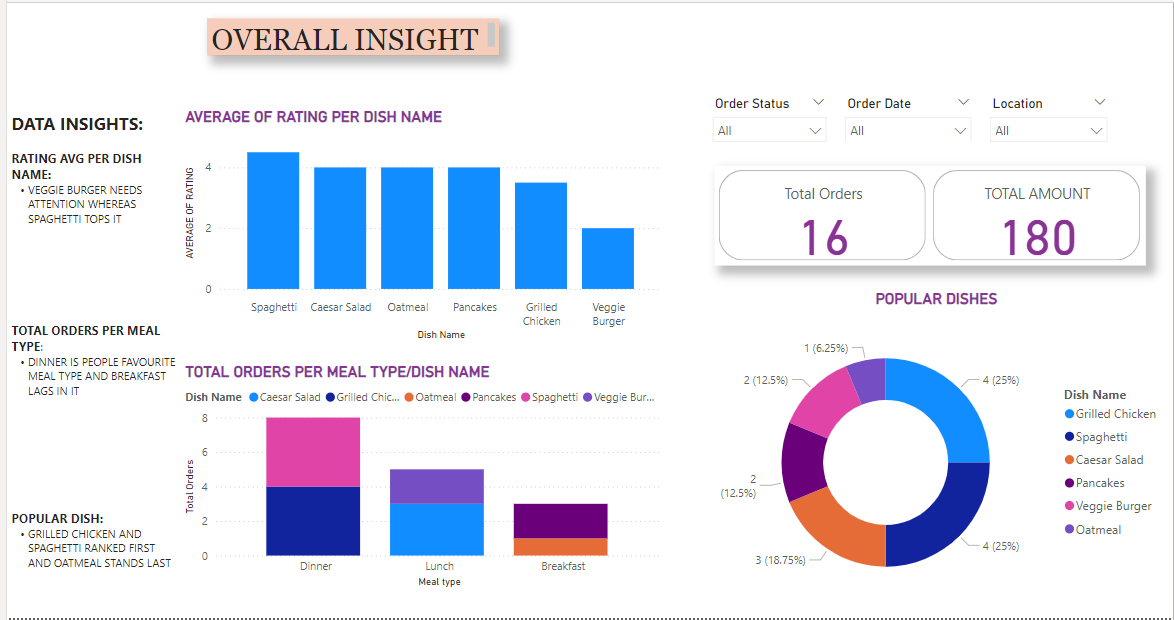 OVERALL INSIGHT
DATA INSIGHTS:
RATING AVG PER DISH
NAME:
• VEGGIE BURGER NEEDS
ATTENTION WHEREAS
SPAGHETTI TOPS IT
TOTAL ORDERS PER MEAL
TYPE:
• DINNER IS PEOPLE FAVOURITE
MEAL TYPE AND BREAKFAST
LAGS IN IT
POPULAR DISH:
• GRILLED CHICKEN AND
SPAGHETTI RANKED FIRST
AND OATMEAL STANDS LAST
AVERAGE OF RATING PER DISH NAME
AVERAGE OF RATING
4
2
0
Spaghetti
Caesar Salad
Oatmeal
Pancakes
Grilled
Chicken
Veggie
Burger
Dish Name
TOTAL ORDERS PER MEAL TYPE/DISH NAME
Dish Name Caesar Salad Grilled Chic... Oatmeal Pancakes Spaghetti Veggie Bur...
Total Orders
8
6
4
2
0
Dinner
Lunch
Breakfast
Meal type
Order Status
All
Order Date
All
Location
All
Total Orders
16
TOTAL AMOUNT
180
POPULAR DISHES
1 (6.25%)
2 (12.5%)
2
(12.5%)
3 (18.75%)
4 (25%)
4 (25%)
Dish Name
Grilled Chicken
Spaghetti
Caesar Salad
Pancakes
Veggie Burger
Oatmeal